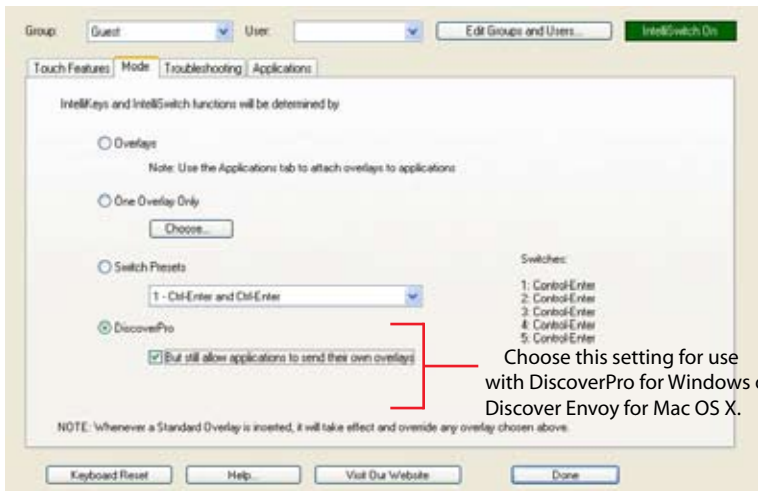 Group: Guest User: Edit Groups and Users... IntelliSwitch On
Touch Features Mode Troubleshooting Applications
IntelliKeys and IntelliSwitch functions will be determined by
Overlays
Note: Use the Applications tab to attach overlays to applications
One Overlay Only
Choose...
Switch Presets
1 - Ctrl-Enter and Ctrl-Enter
Switches:
1: Control-Enter
2: Control-Enter
3: Control-Enter
4: Control-Enter
5: Control-Enter
DiscoverPro
But still allow applications to send their own overlays
Choose this setting for use
with DiscoverPro for Windows o
Discover Envoy for Mac OS X.
NOTE: Whenever a Standard Overlay is inserted, it will take effect and override any overlay chosen above.
Keyboard Reset Help... Visit Our Website Done